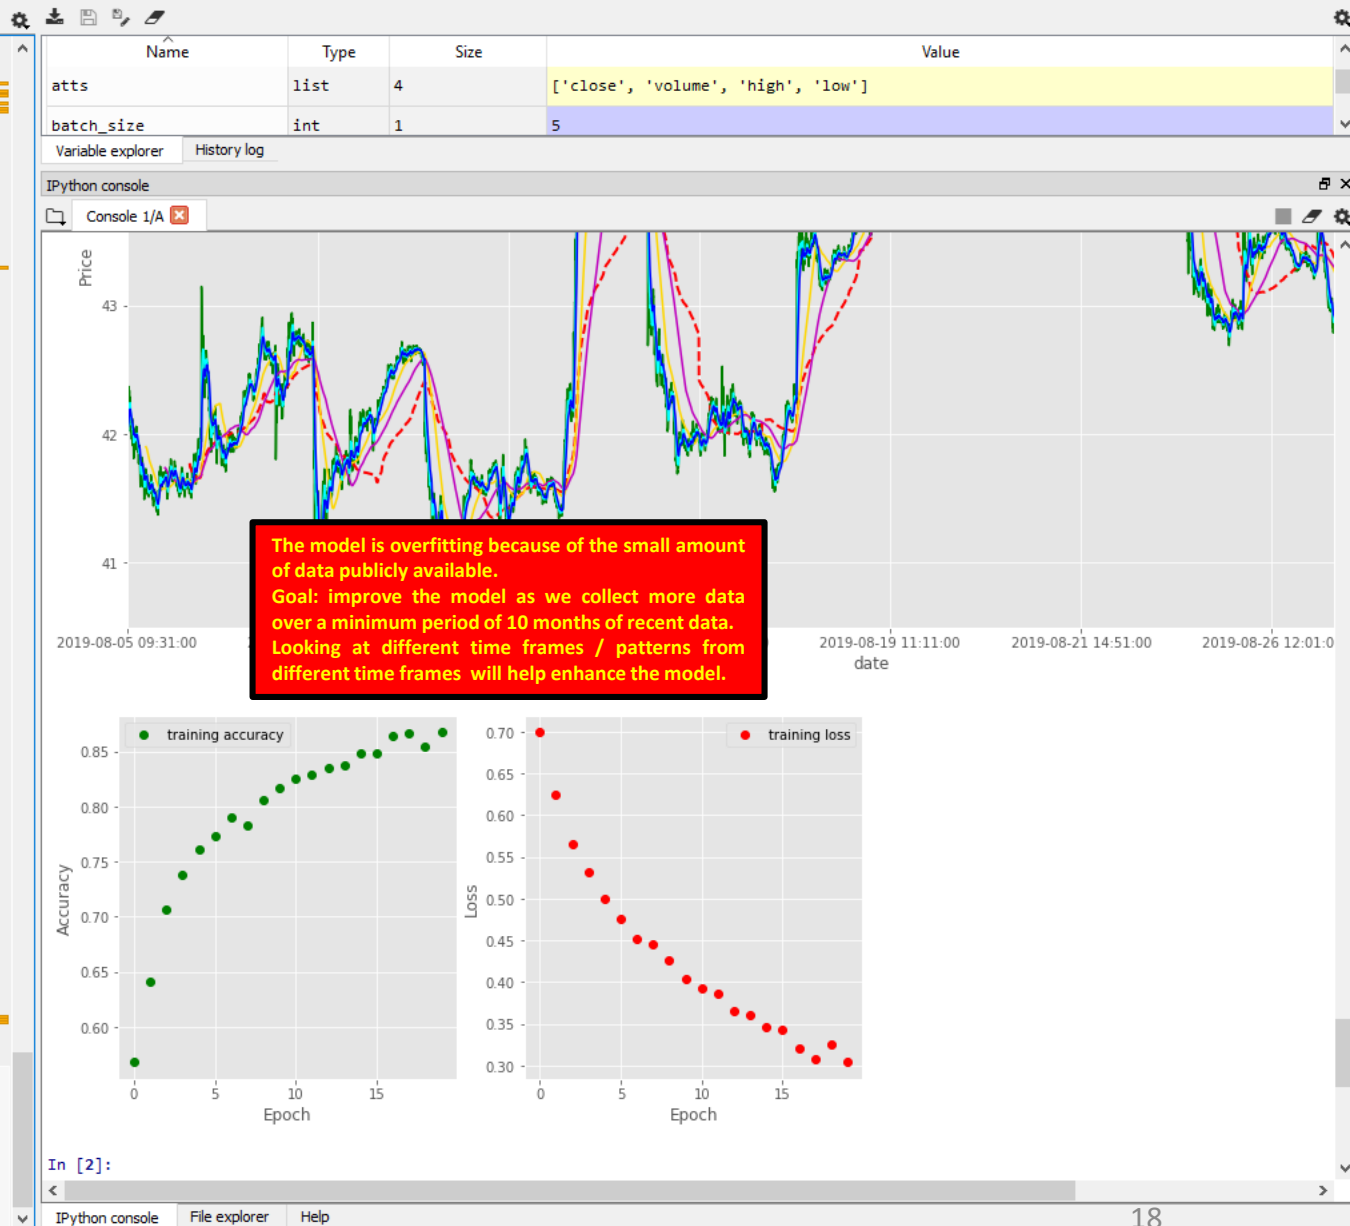 Name Type Size Value
atts list 4 ['close', 'volume', 'high', 'low']
batch_size int 1 5
Variable explorer History log
IPython console
Console 1/A
Price
43
42
41
2019-08-05 09:31:00 2019-08-19 11:11:00 2019-08-21 14:51:00 2019-08-26 12:01:0
date
The model is overfitting because of the small amount
of data publicly available.
Goal: improve the model as we collect more data
over a minimum period of 10 months of recent data.
Looking at different time frames / patterns from
different time frames will help enhance the model.
training accuracy
0.85
0.80
0.75
0.70
0.65
0.60
Accuracy
0 5 10 15
Epoch
training loss
0.70
0.65
0.60
0.55
0.50
0.45
0.40
0.35
0.30
Loss
0 5 10 15
Epoch
In [2]:
IPython console File explorer Help
18